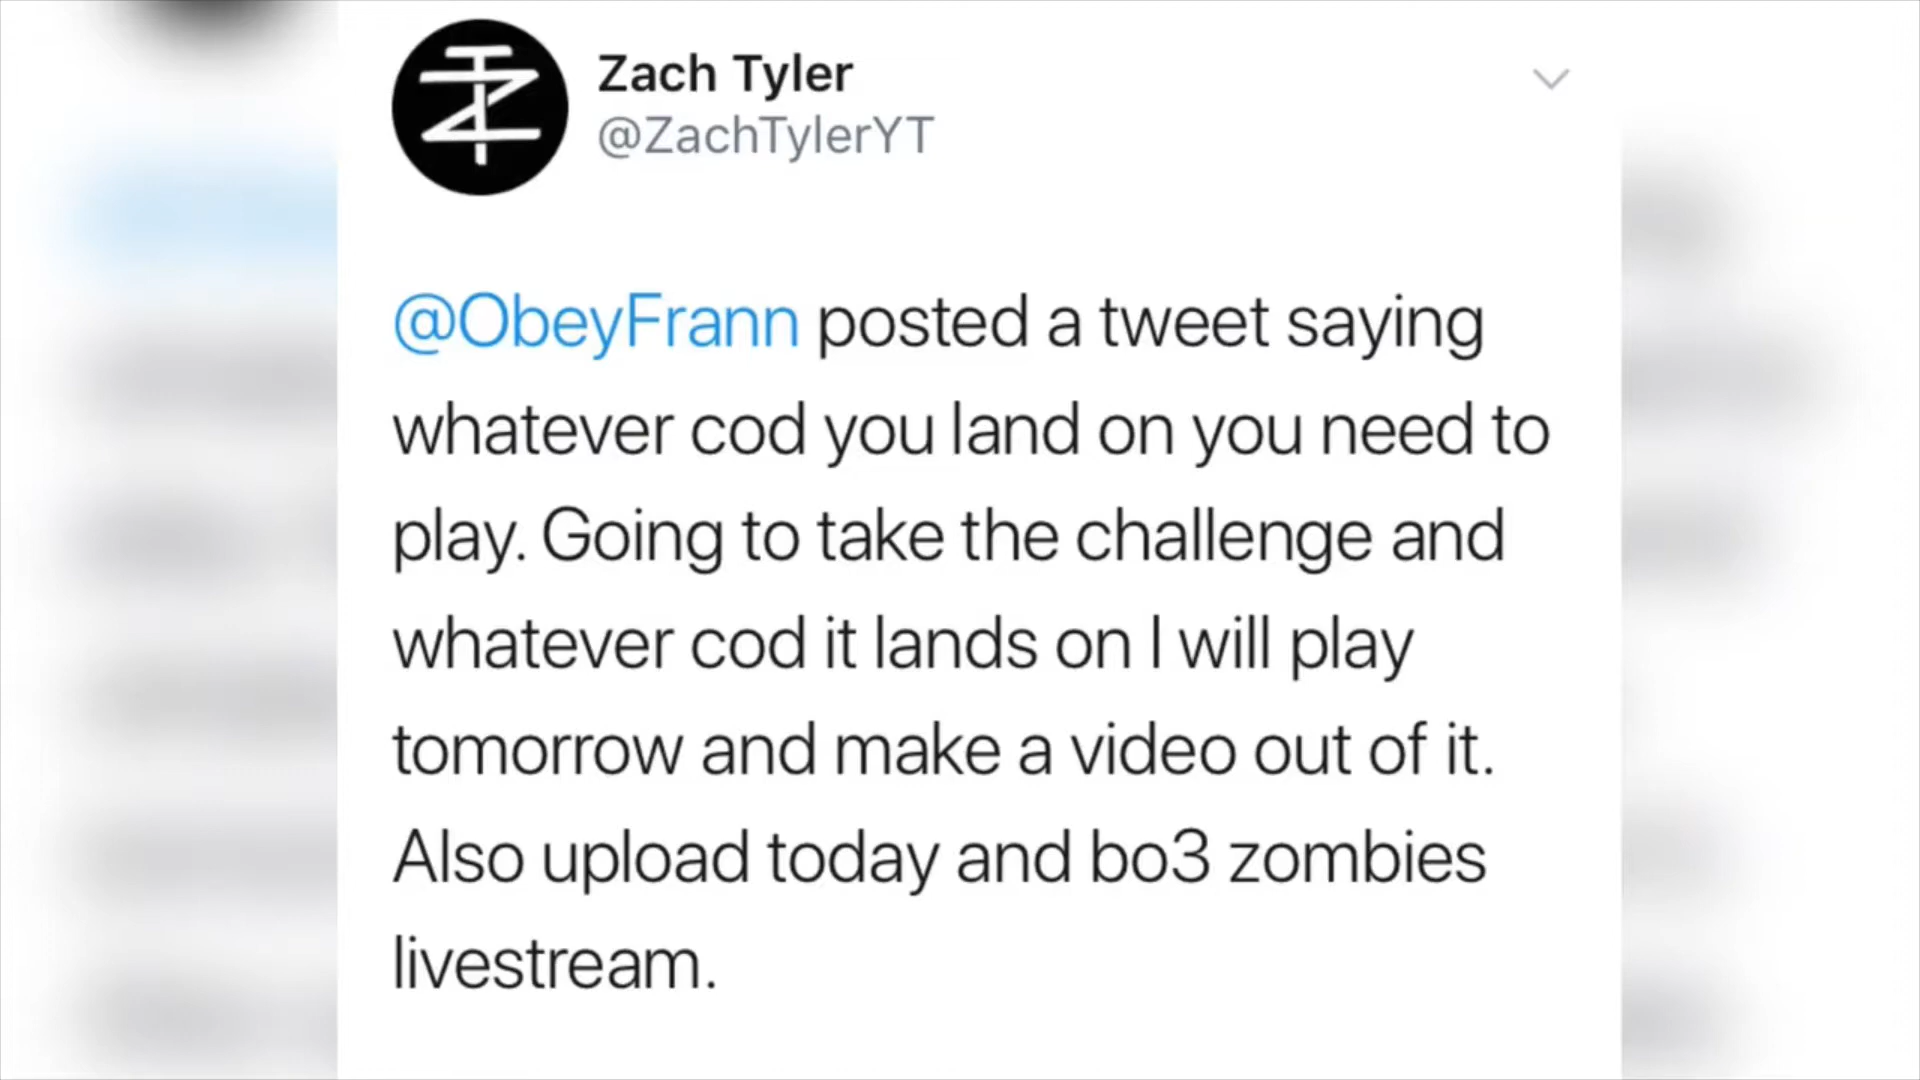 Zach Tyler
@ZachTylerYT
@ObeyFrann posted a tweet saying
whatever cod you land on you need to
play. Going to take the challenge and
whatever cod it lands on I will play
tomorrow and make a video out of it.
Also upload today and bo3 zombies
livestream.